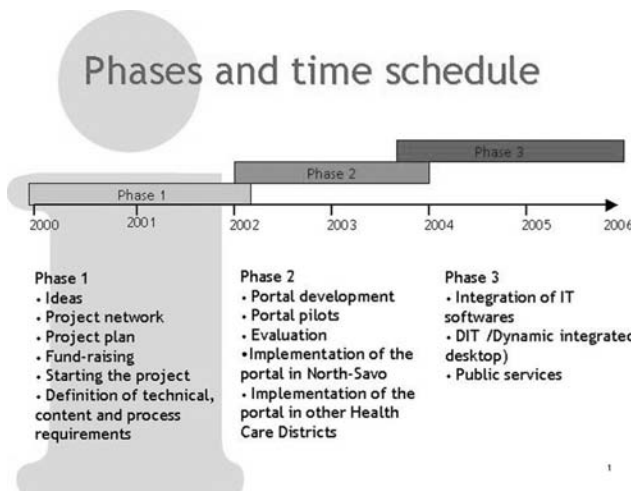 Phases and time schedule
Phase 3
Phase 2
Phase 1
2000 2001 2002 2003 2004 2005 2006
Phase 1
• Ideas
• Project network
• Project plan
• Fund-raising
• Starting the project
• Definition of technical,
content and process
requirements
Phase 2
• Portal development
• Portal pilots
• Evaluation
•Implementation of the
portal in North-Savo
• Implementation of the
portal in other Health
Care Districts
Phase 3
• Integration of IT
softwares
• DIT /Dynamic integrated
desktop)
• Public services
1